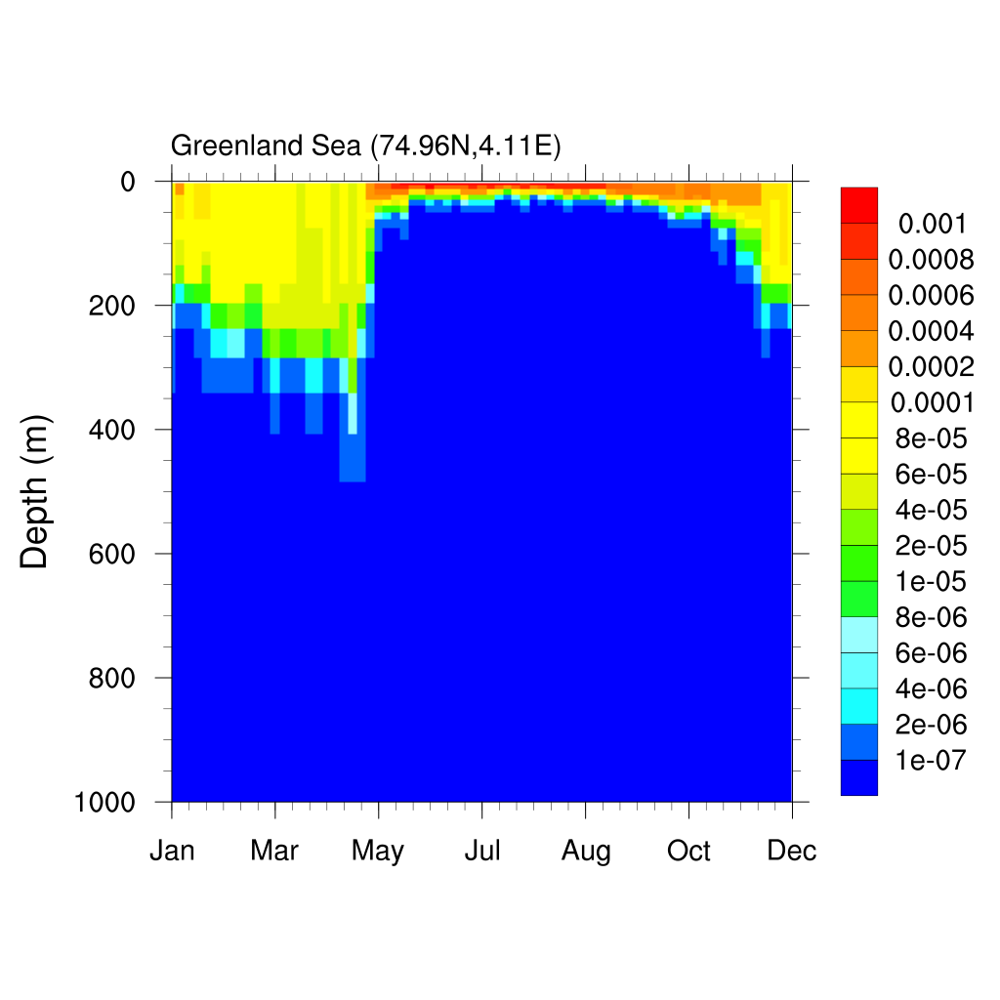 Greenland Sea (74.96N,4.11E)
0
200
400
600
800
1000
Depth (m)
Jan Mar May Jul Aug Oct Dec
0.001
0.0008
0.0006
0.0004
0.0002
0.0001
8e-05
6e-05
4e-05
2e-05
1e-05
8e-06
6e-06
4e-06
2e-06
1e-07